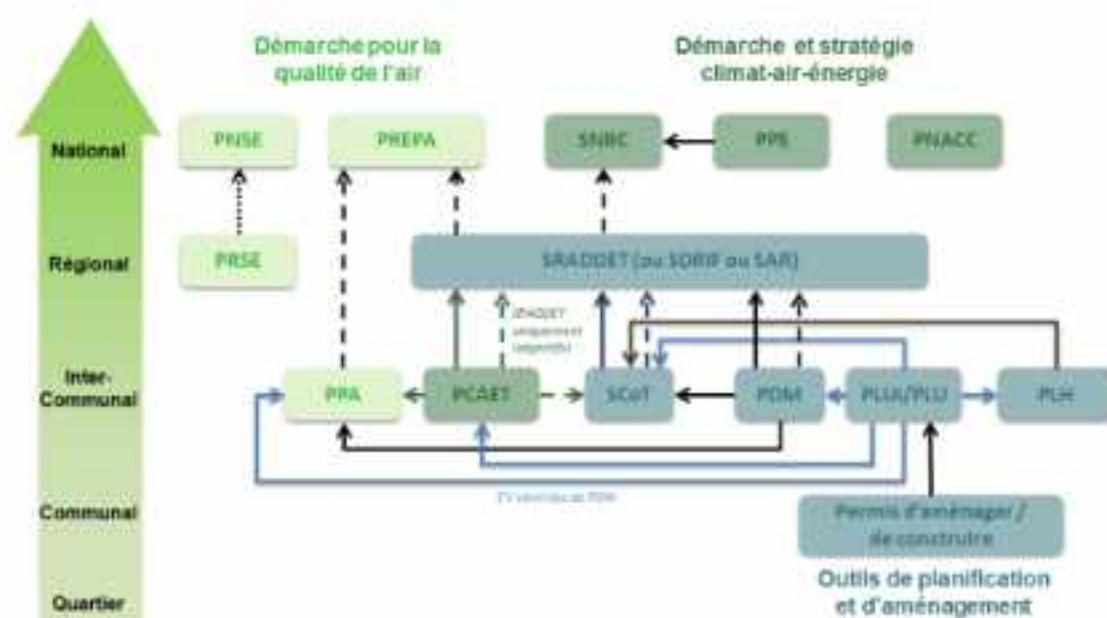 Démarche pour la
qualité de l'air
Démarche et stratégie
climat-air-énergie
National
PNSE
PREPA
SNBC
PPE
PNACC
Régional
PRSE
SRADDET (ou SDRIF ou SAR)
SRADDET
uniquement
Inter-
Communal
PPA
PCAET
SCoT
PDM
PLUi/PLU
PLH
Communal
Permis d'aménager /
de construire
Quartier
Outils de planification
et d'aménagement